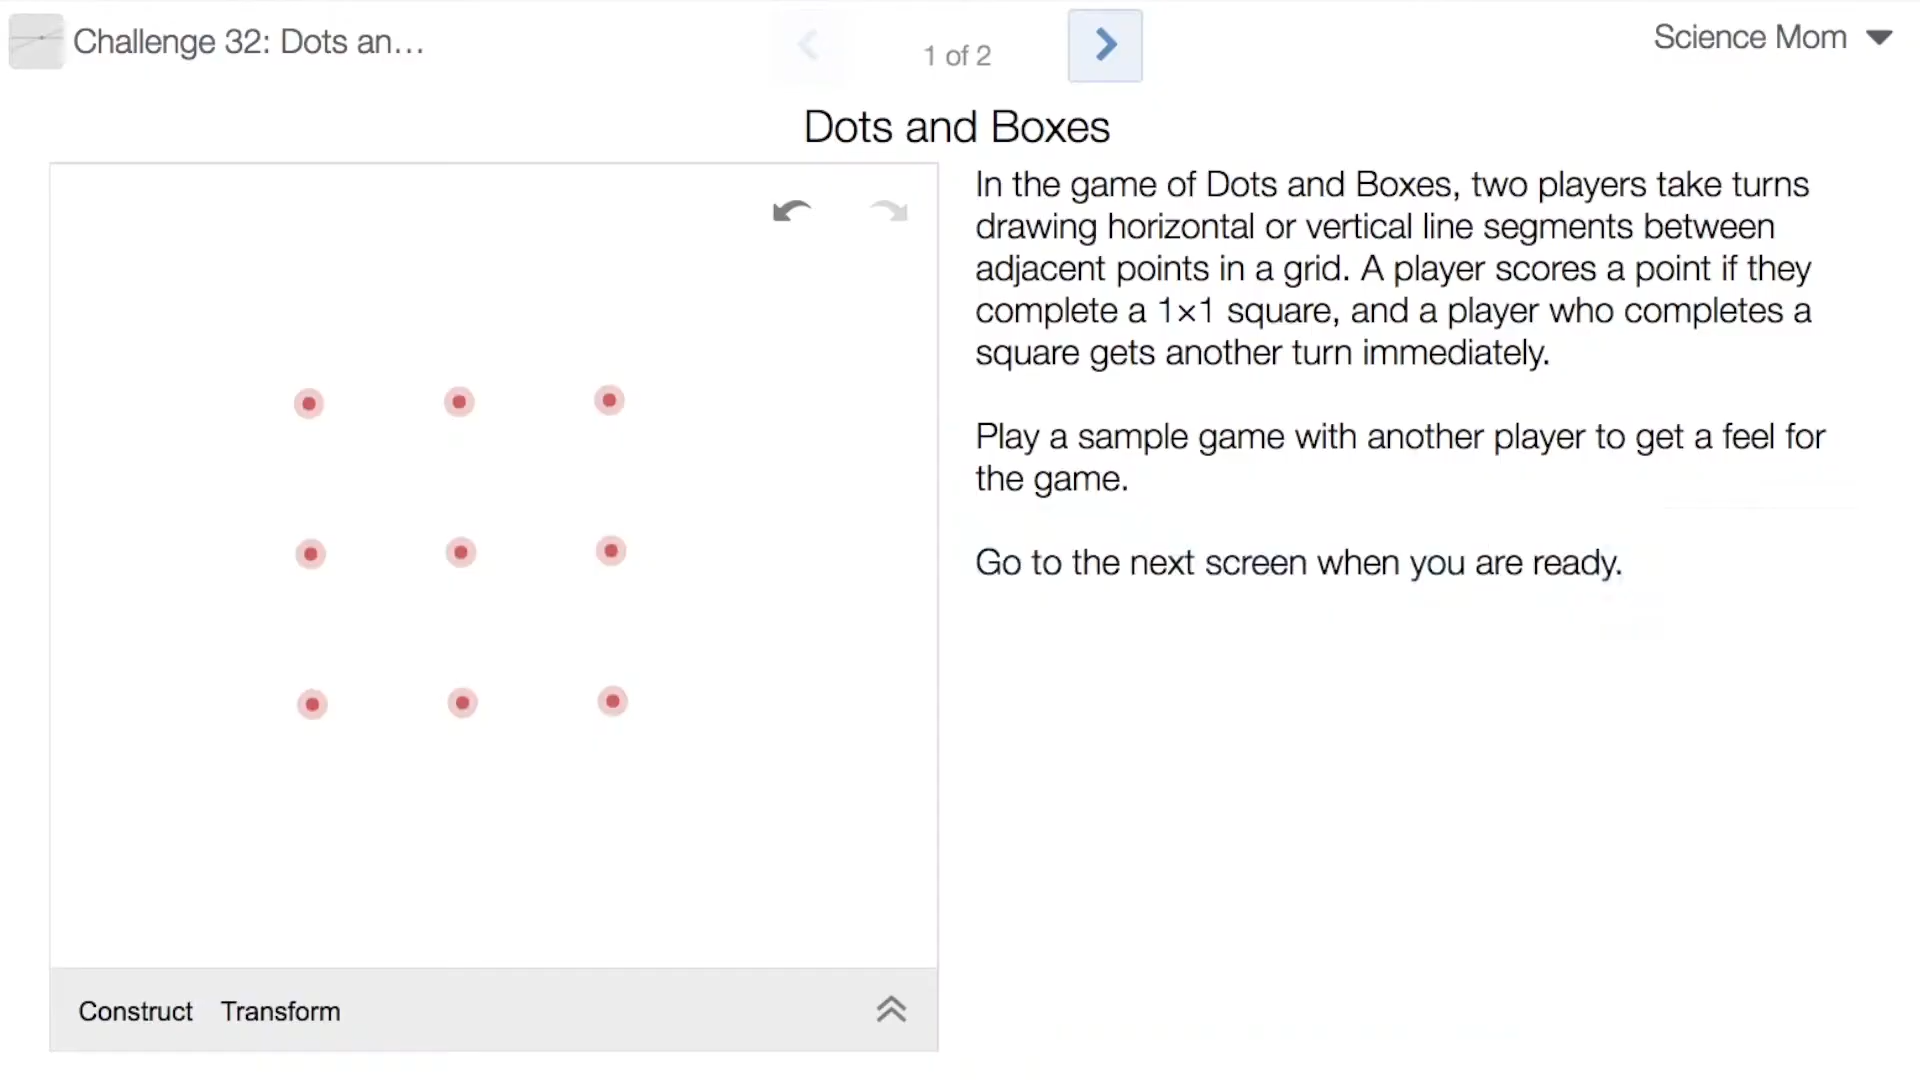 Challenge 32: Dots an...
1 of 2
Science Mom
Dots and Boxes
In the game of Dots and Boxes, two players take turns
drawing horizontal or vertical line segments between
adjacent points in a grid. A player scores a point if they
complete a 1×1 square, and a player who completes a
square gets another turn immediately.
Play a sample game with another player to get a feel for
the game.
Go to the next screen when you are ready.
Construct Transform